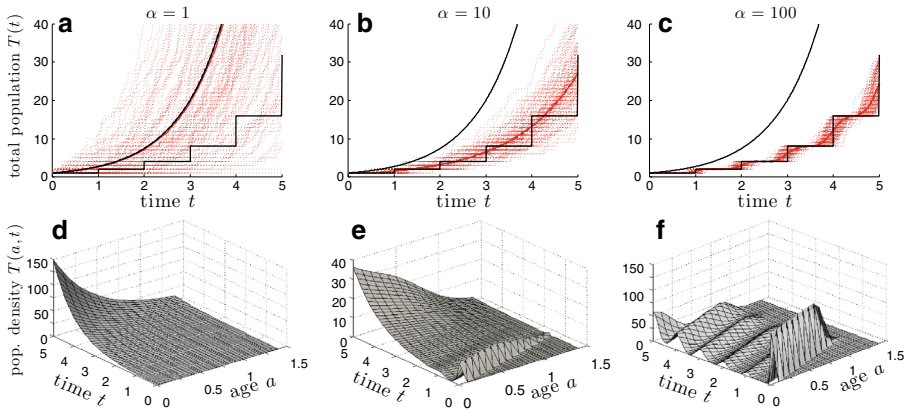 α = 1
α = 10
α = 100
a
b
c
total population T(t)
40
30
20
10
0
0 1 2 3 4 5
time t
40
30
20
10
0
0 1 2 3 4 5
time t
40
30
20
10
0
0 1 2 3 4 5
time t
d
e
f
pop. density T(a,t)
150
100
50
0
5 4 3 2 1 0
time t
0 0.5 1 1.5
age a
40
30
20
10
0
5 4 3 2 1 0
time t
0 0.5 1 1.5
age a
150
100
50
0
5 4 3 2 1 0
time t
0 0.5 1 1.5
age a